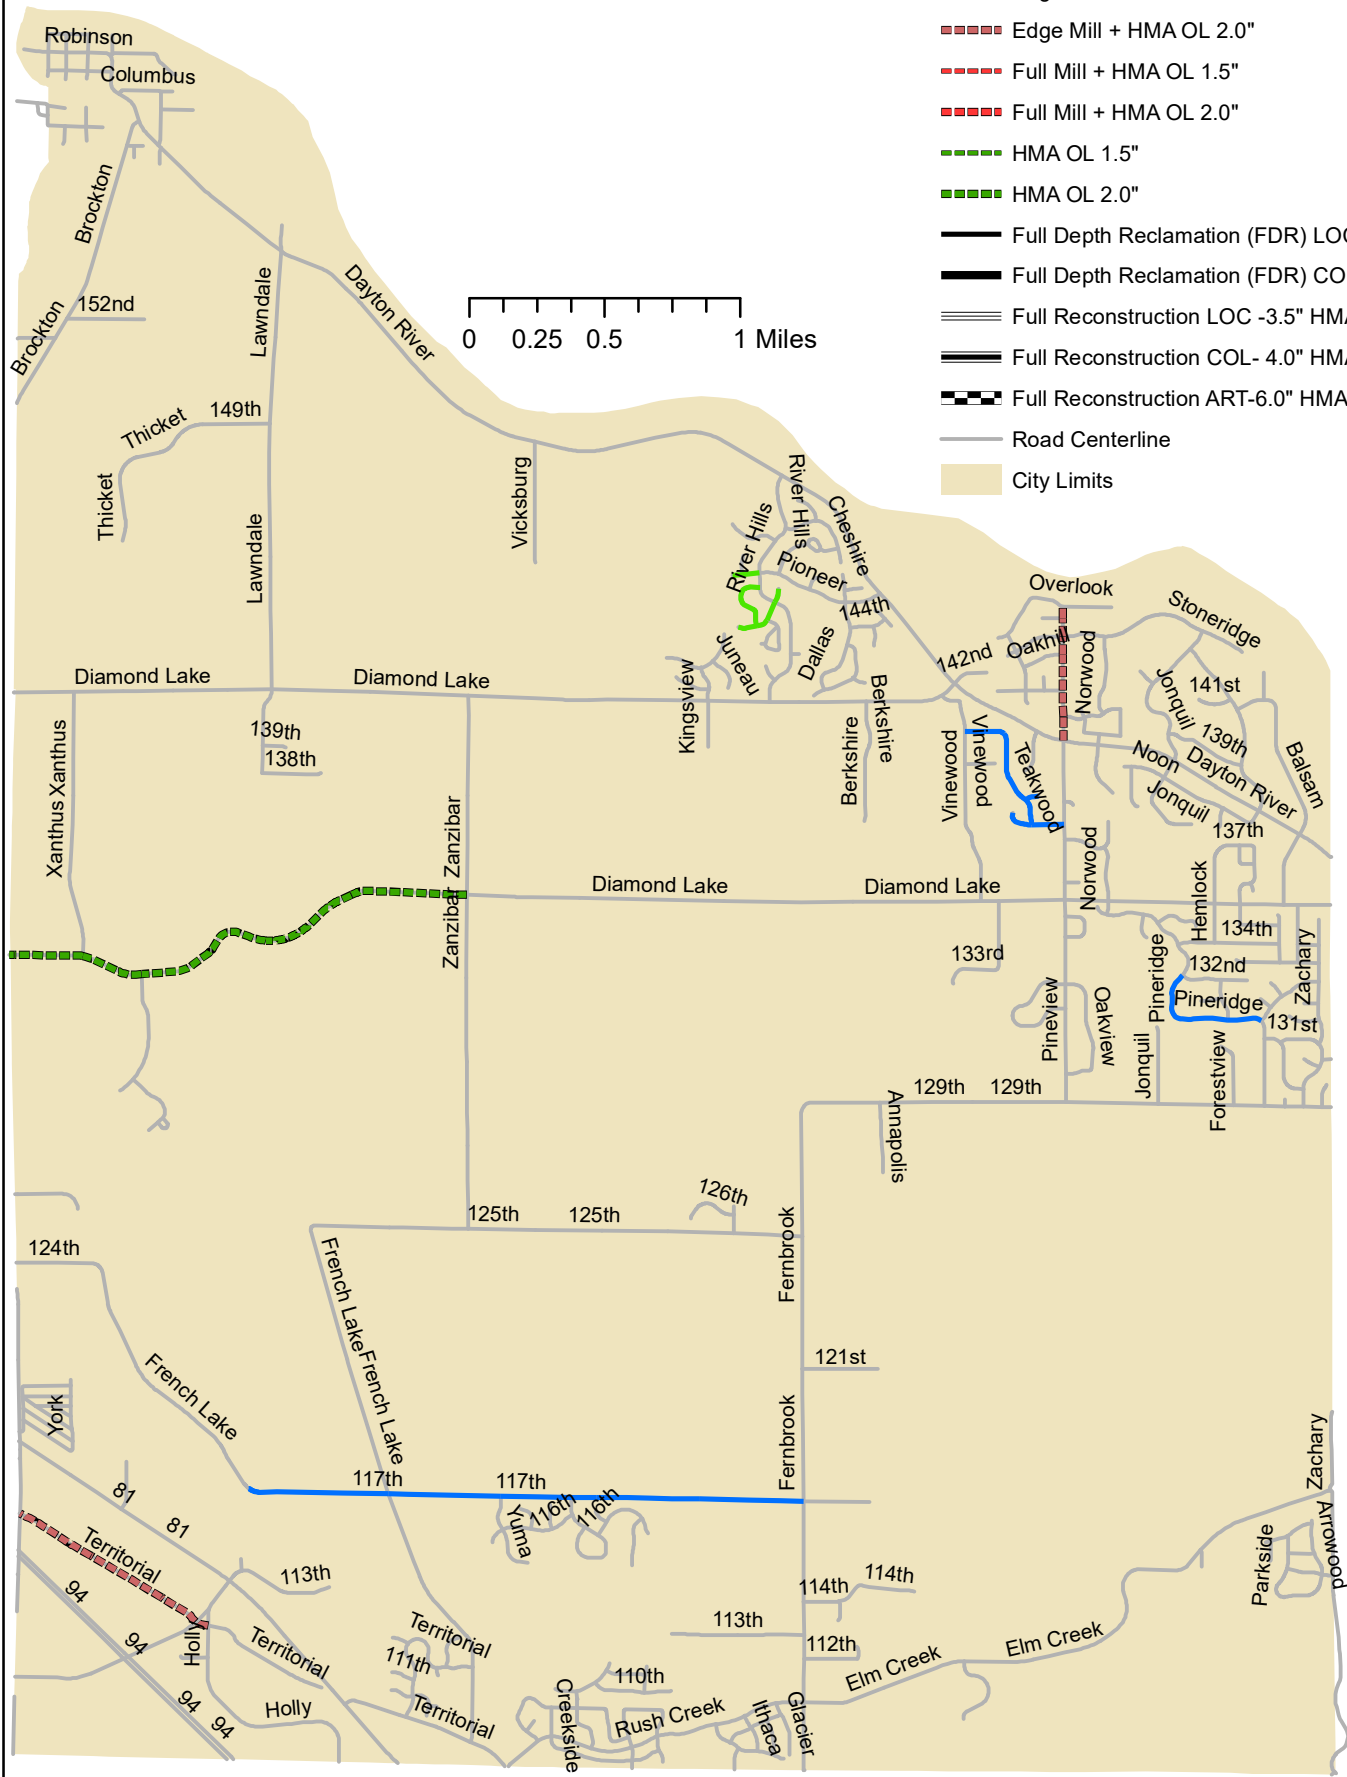 Edge Mill + HMA OL 2.0"
Full Mill + HMA OL 1.5"
Full Mill + HMA OL 2.0"
HMA OL 1.5"
HMA OL 2.0"
Full Depth Reclamation (FDR) LOC
Full Depth Reclamation (FDR) CO
Full Reconstruction LOC -3.5" HMA
Full Reconstruction COL- 4.0" HMA
Full Reconstruction ART-6.0" HMA
Road Centerline
City Limits
0 0.25 0.5 1 Miles
Robinson
Columbus
Brockton
Brockton
152nd
Lawndale
Dayton River
Thicket
149th
Thicket
Lawndale
Vicksburg
River Hills
River Hills
Cheshire
Pioneer
144th
Overlook
Stoneridge
Oakhill
Norwood
142nd
Juneau
Dallas
Kingsview
Berkshire
Berkshire
Diamond Lake
Diamond Lake
Jonquil
141st
139th
Noon
Dayton River
Balsam
Jonquil
137th
139th
138th
Xanthus
Xanthus
Zanzibar
Zanzibar
Vinewood
Vinewood
Teakwood
Norwood
Diamond Lake
Diamond Lake
Hemlock
134th
133rd
132nd
Pineridge
Pineridge
Zachary
131st
Pineview
Oakview
Jonquil
Forestview
129th
129th
Annapolis
126th
125th
125th
124th
French Lake
French Lake
French Lake
Fernbrook
121st
Fernbrook
York
117th
117th
116th
116th
Yuma
81
81
Territorial
94
94
94
94
113th
Holly
Territorial
Holly
Territorial
111th
Territorial
113th
114th
114th
112th
110th
Creekside
Rush Creek
Ithaca
Glacier
Elm Creek
Elm Creek
Zachary
Arrowood
Parkside